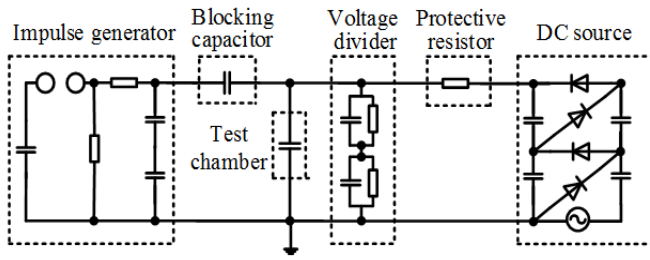 Impulse generator
Blocking
capacitor
Voltage
divider
Protective
resistor
DC source
Test
chamber